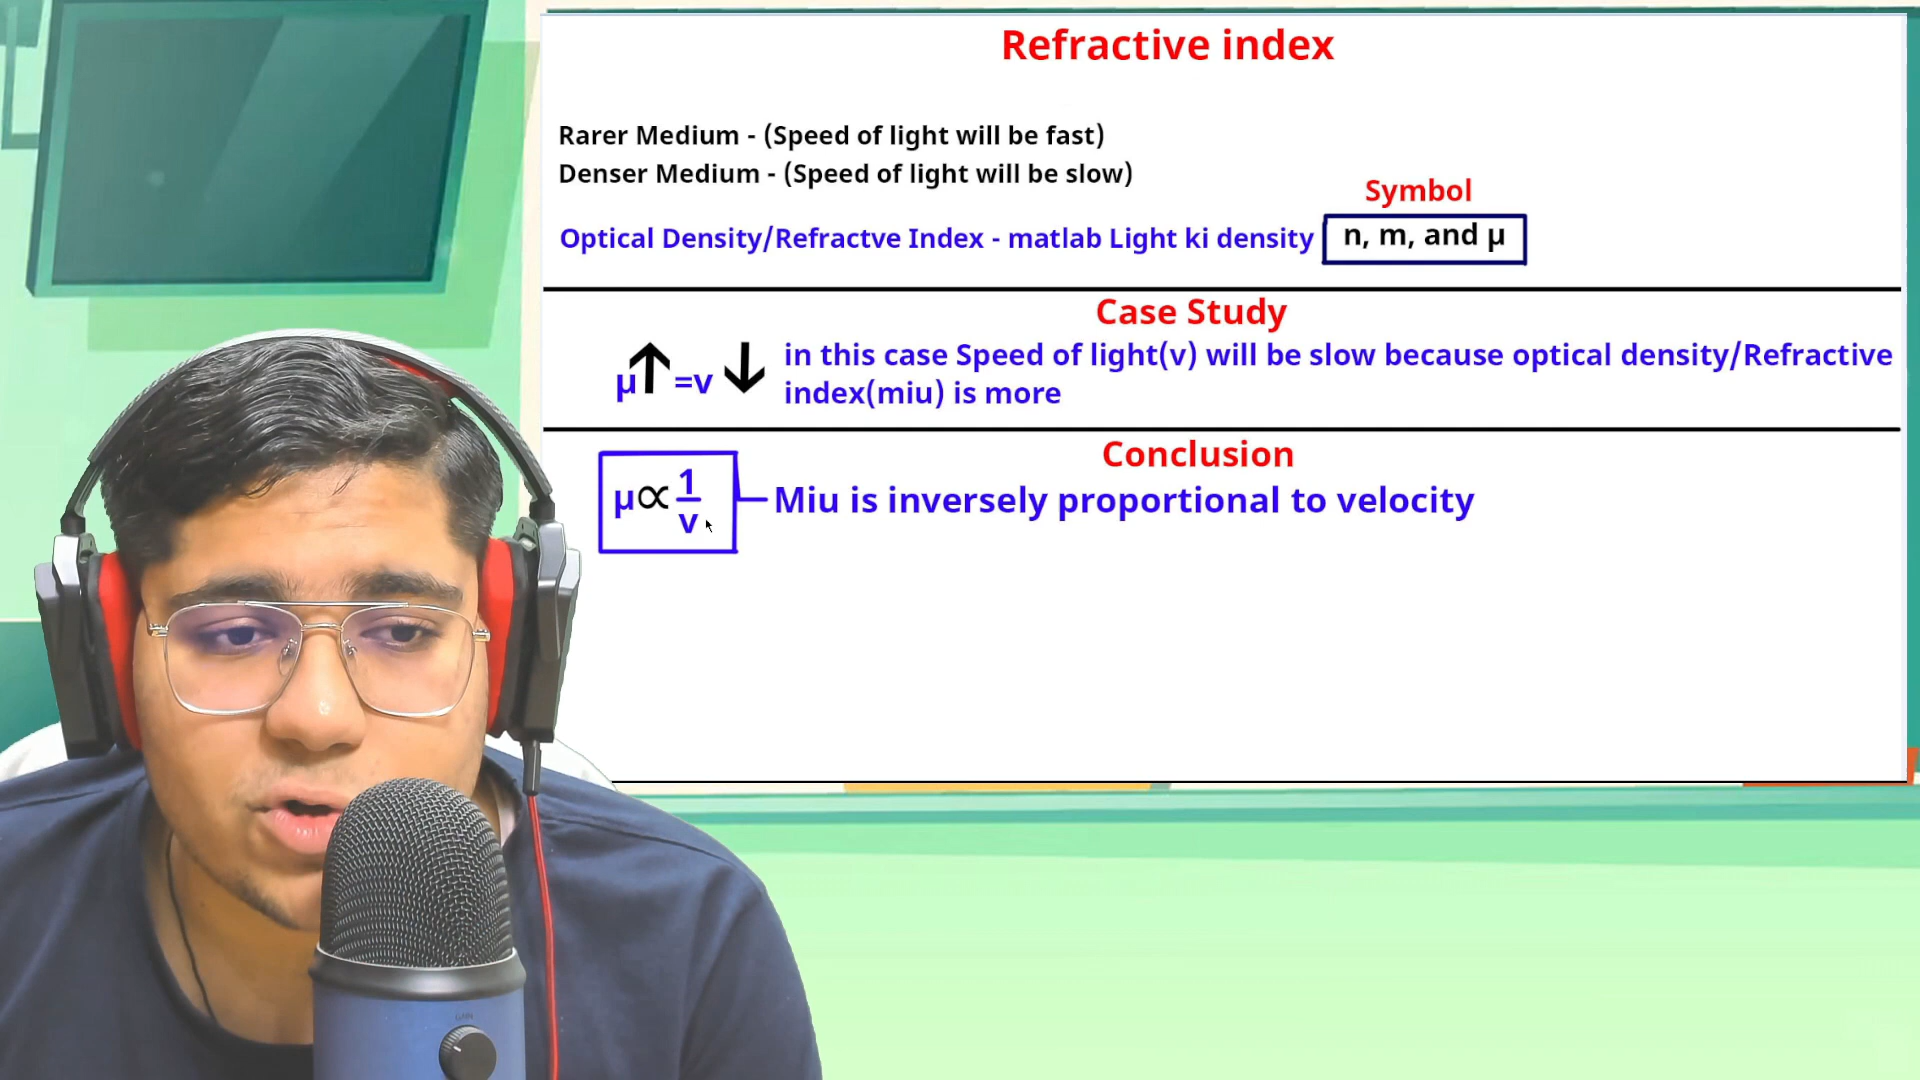 Refractive index
Rarer Medium - (Speed of light will be fast)
Denser Medium - (Speed of light will be slow)
Symbol
Optical Density/Refractve Index - matlab Light ki density n, m, and µ
Case Study
µ↑=v↓ in this case Speed of light(v) will be slow because optical density/Refractive
index(miu) is more
Conclusion
µ∝1/v Miu is inversely proportional to velocity
GAIN